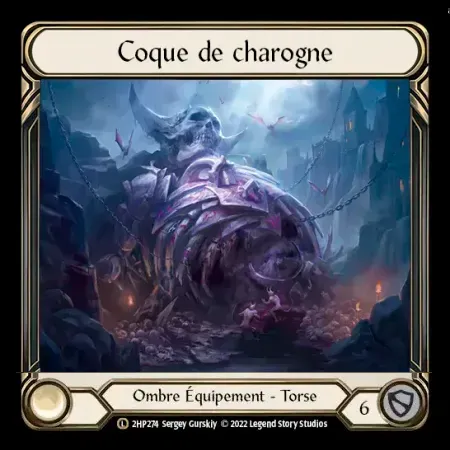 Coque de charogne
Ombre Équipement - Torse
6
L 2HP274 Sergey Gurskiy © 2022 Legend Story Studios